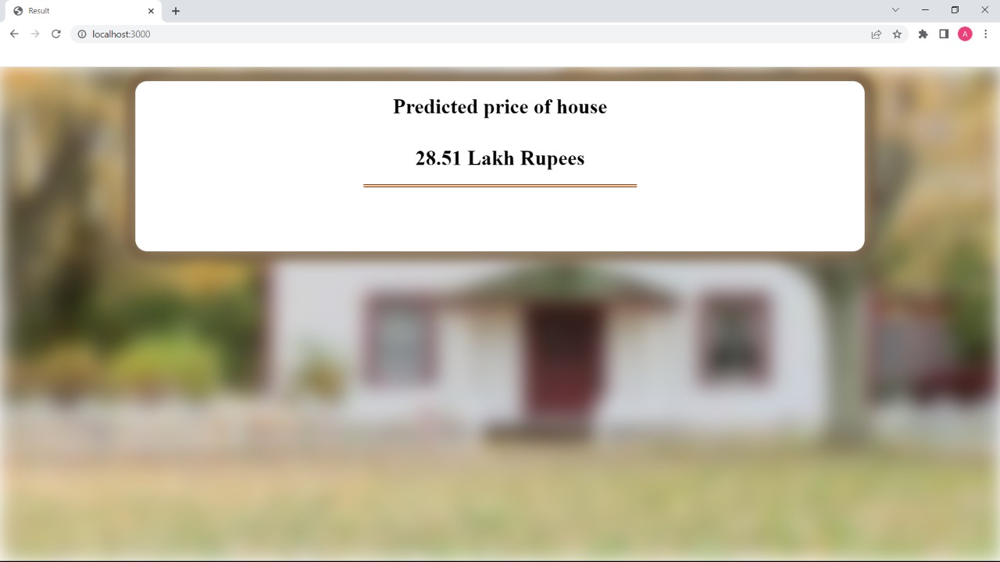 Result
localhost:3000
A
Predicted price of house
28.51 Lakh Rupees